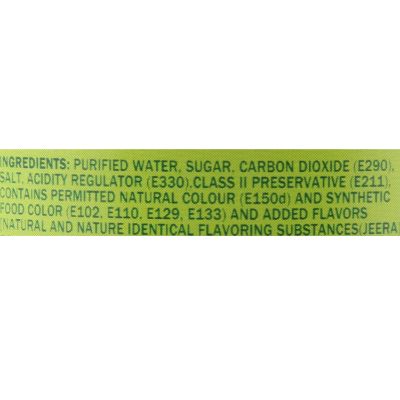 INGREDIENTS: PURIFIED WATER, SUGAR, CARBON DIOXIDE (E290),
SALT, ACIDITY REGULATOR (E330).CLASS II PRESERVATIVE (E211),
CONTAINS PERMITTED NATURAL COLOUR (E150d) AND SYNTHETIC
FOOD COLOR (E102, E110, E129, E133) AND ADDED FLAVORS
(NATURAL AND NATURE IDENTICAL FLAVORING SUBSTANCES(JEERA